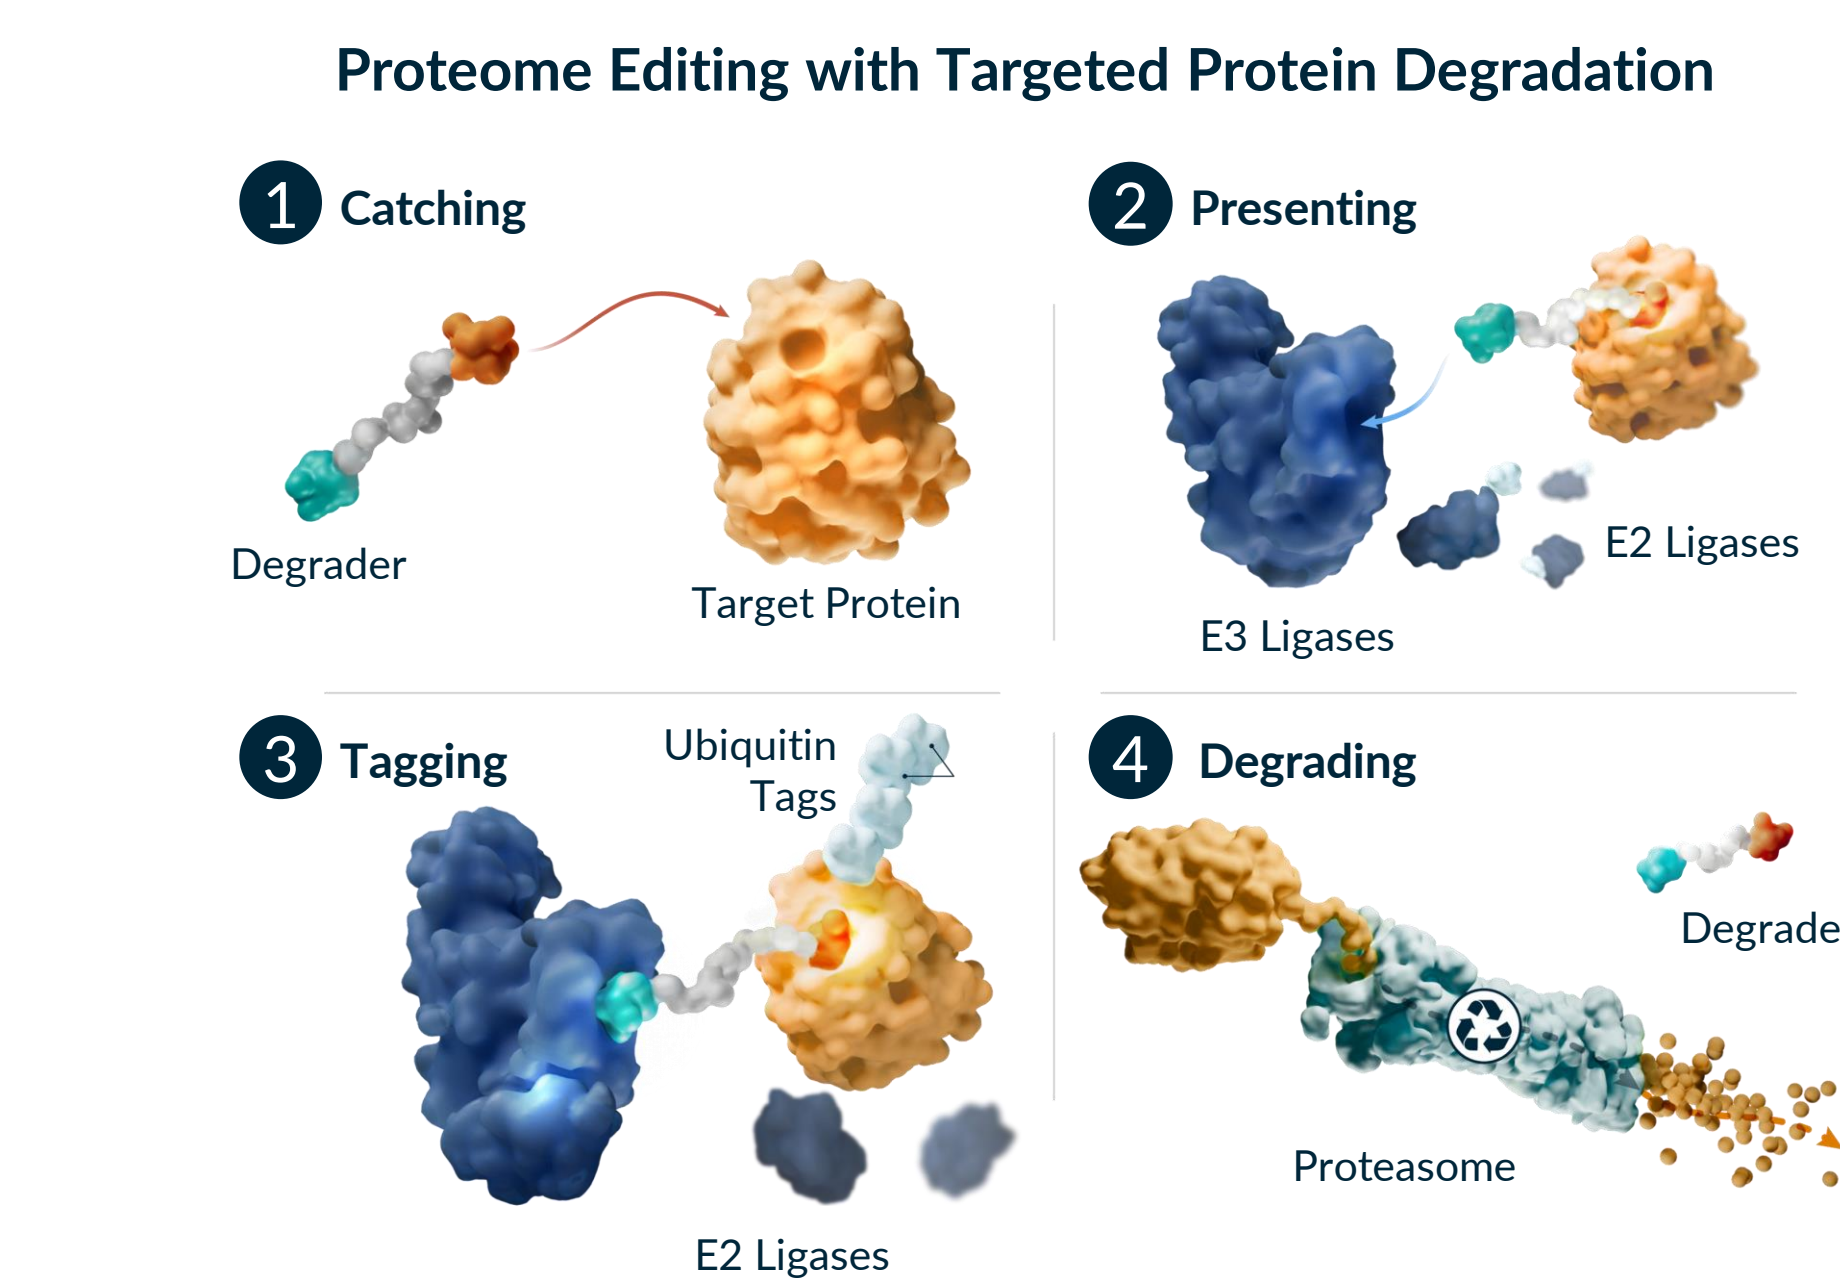 Proteome Editing with Targeted Protein Degradation
1 Catching
Degrader
Target Protein
2 Presenting
E2 Ligases
E3 Ligases
3 Tagging
Ubiquitin
Tags
E2 Ligases
4 Degrading
Degrade
Proteasome